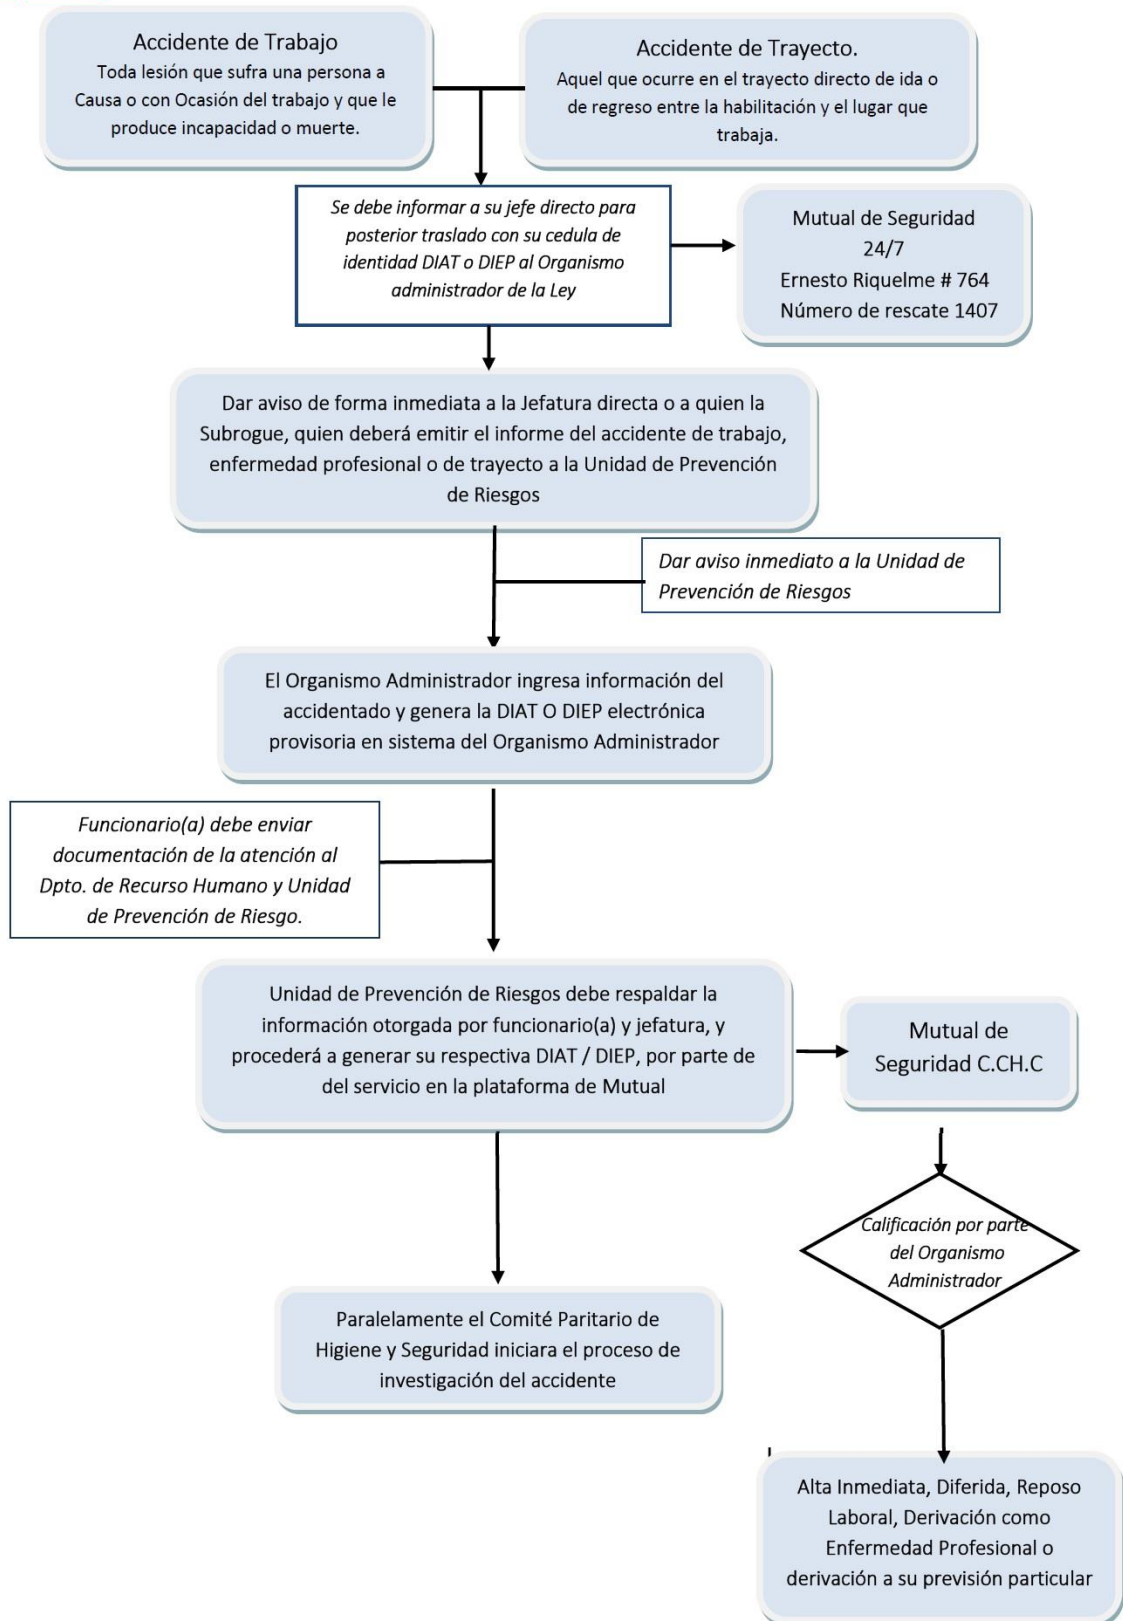 Accidente de Trabajo
Toda lesión que sufra una persona a
Causa o con Ocasión del trabajo y que le
produce incapacidad o muerte.
Accidente de Trayecto.
Aquel que ocurre en el trayecto directo de ida o
de regreso entre la habilitación y el lugar que
trabaja.
Se debe informar a su jefe directo para
posterior traslado con su cedula de
identidad DIAT o DIEP al Organismo
administrador de la Ley
Mutual de Seguridad
24/7
Ernesto Riquelme # 764
Número de rescate 1407
Dar aviso de forma inmediata a la Jefatura directa o a quien la
Subrogue, quien deberá emitir el informe del accidente de trabajo,
enfermedad profesional o de trayecto a la Unidad de Prevención
de Riesgos
Dar aviso inmediato a la Unidad de
Prevención de Riesgos
El Organismo Administrador ingresa información del
accidentado y genera la DIAT O DIEP electrónica
provisoria en sistema del Organismo Administrador
Funcionario(a) debe enviar
documentación de la atención al
Dpto. de Recurso Humano y Unidad
de Prevención de Riesgo.
Unidad de Prevención de Riesgos debe respaldar la
información otorgada por funcionario(a) y jefatura, y
procederá a generar su respectiva DIAT / DIEP, por parte de
del servicio en la plataforma de Mutual
Mutual de
Seguridad C.CH.C
Calificación por parte
del Organismo
Administrador
Paralelamente el Comité Paritario de
Higiene y Seguridad iniciara el proceso de
investigación del accidente
Alta Inmediata, Diferida, Reposo
Laboral, Derivación como
Enfermedad Profesional o
derivación a su previsión particular